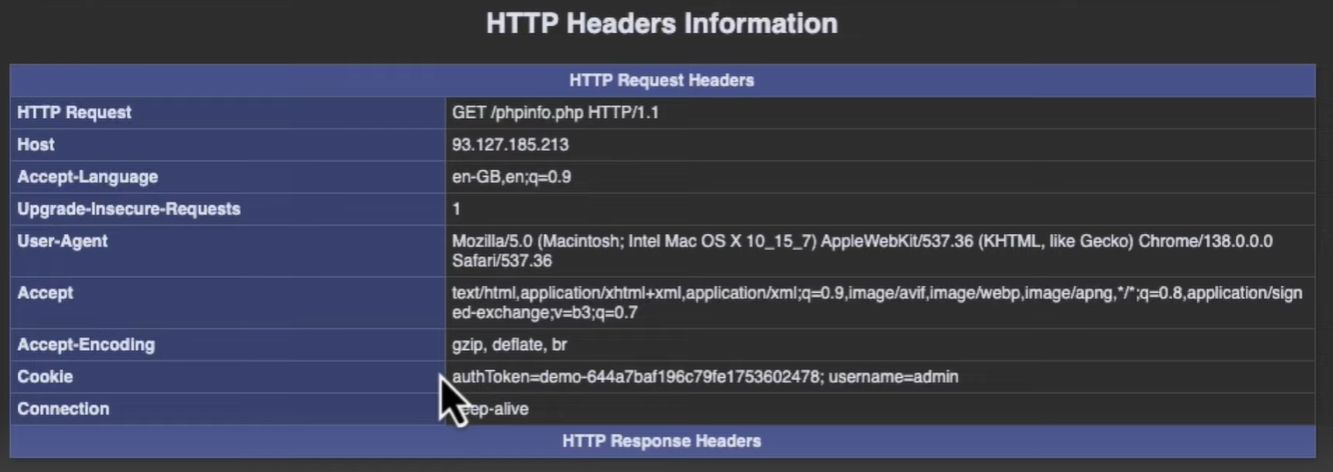 HTTP Headers Information
HTTP Request Headers
HTTP Request GET /phpinfo.php HTTP/1.1
Host 93.127.185.213
Accept-Language en-GB,en;q=0.9
Upgrade-Insecure-Requests 1
User-Agent Mozilla/5.0 (Macintosh; Intel Mac OS X 10_15_7) AppleWebKit/537.36 (KHTML, like Gecko) Chrome/138.0.0.0
Safari/537.36
Accept text/html,application/xhtml+xml,application/xml;q=0.9,image/avif,image/webp,image/apng,*/*;q=0.8,application/sign
ed-exchange;v=b3;q=0.7
Accept-Encoding gzip, deflate, br
Cookie authToken=demo-644a7baf196c79fe1753602478; username=admin
Connection keep-alive
HTTP Response Headers